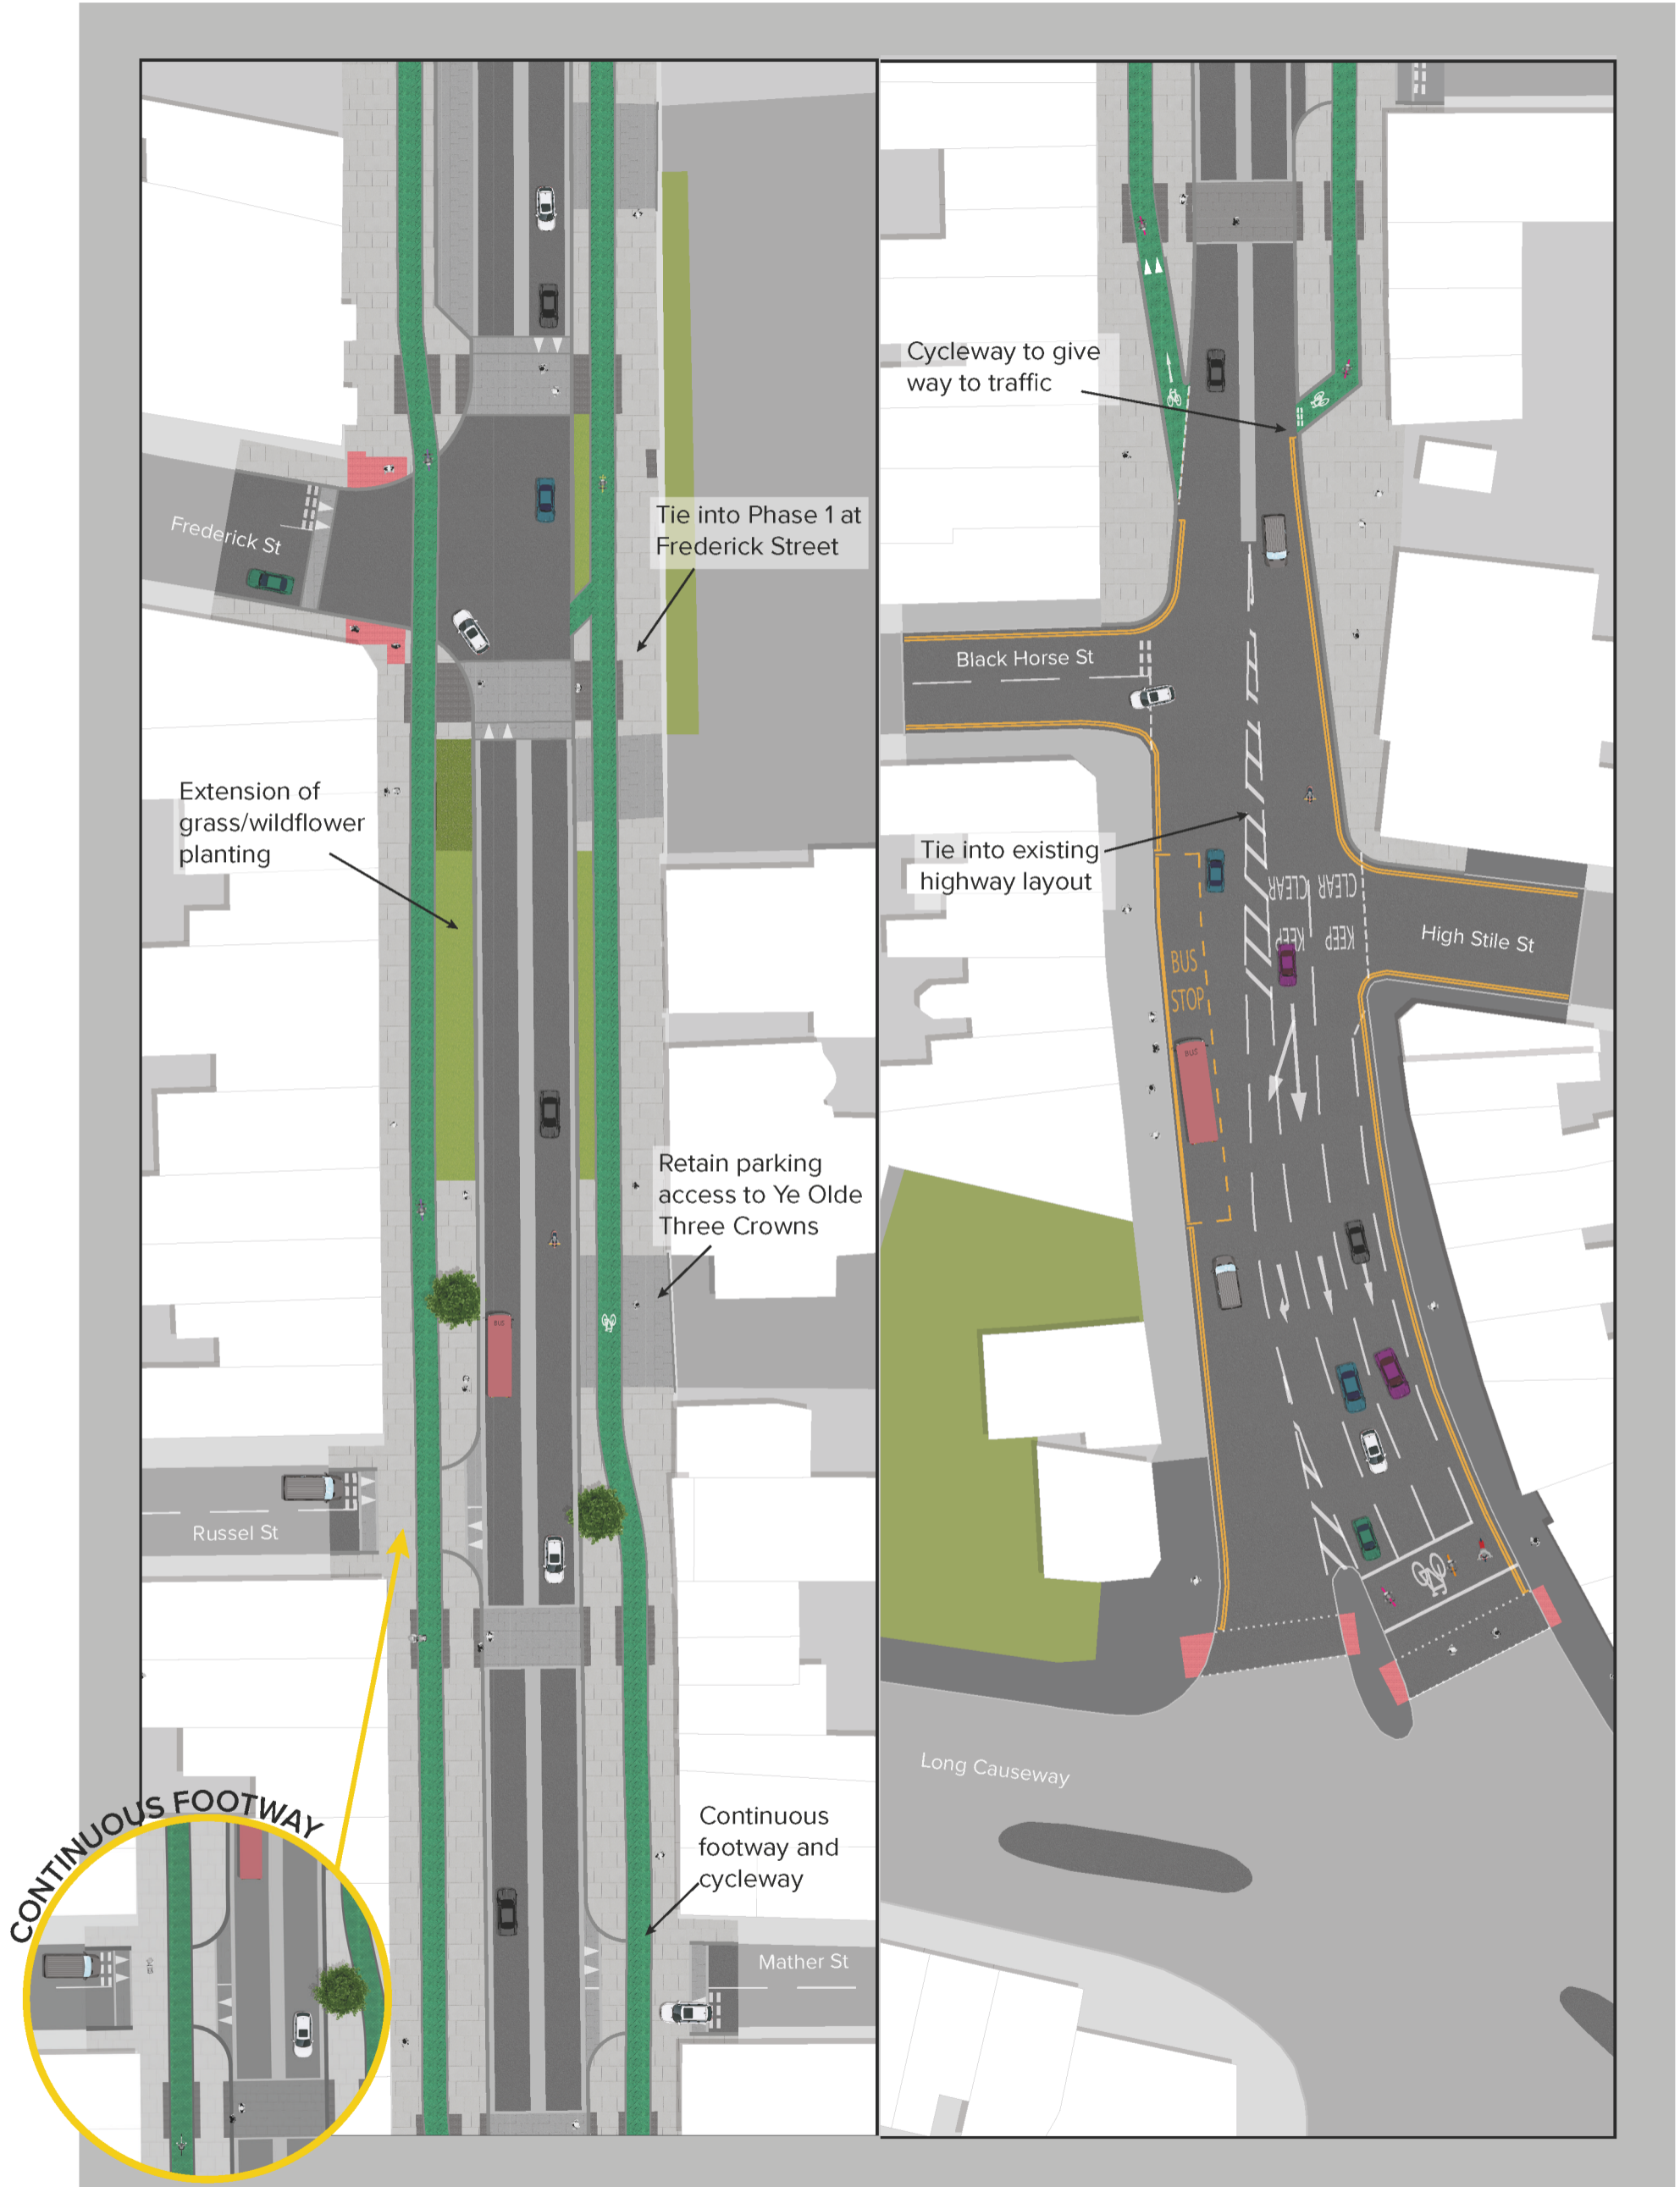 Frederick St
Tie into Phase 1 at
Frederick Street
Extension of
grass/wildflower
planting
Retain parking
access to Ye Olde
Three Crowns
BUS
Russel St
CONTINUOUS FOOTWAY
Continuous
footway and
cycleway
Mather St
Cycleway to give
way to traffic
Black Horse St
Tie into existing
highway layout
CLEAR
CLEAR
KEEP
KEEP
High Stile St
BUS
STOP
BUS
Long Causeway